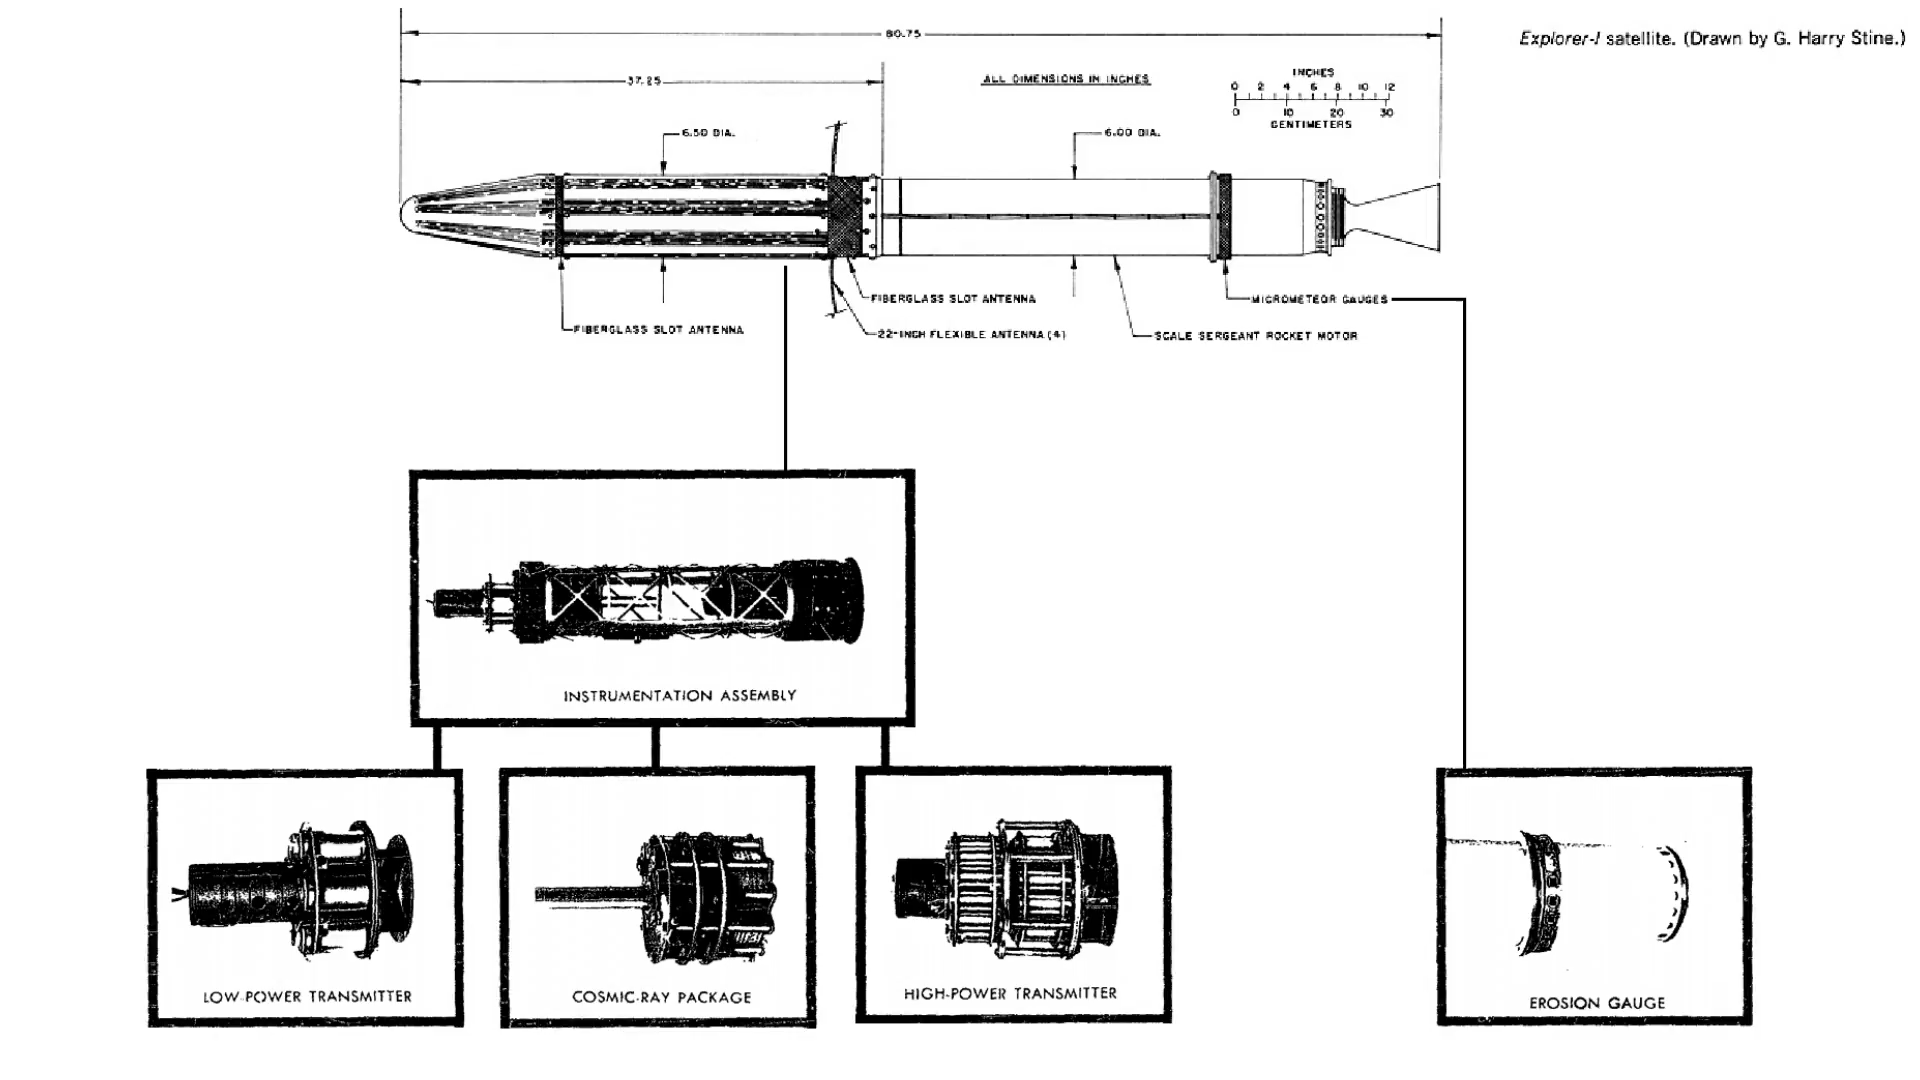 80.75
Explorer-I satellite. (Drawn by G. Harry Stine.)
37.25
ALL DIMENSIONS IN INCHES
INCHES
0 2 4 6 8 10 12
0 10 20 30
CENTIMETERS
6.50 DIA.
6.00 DIA.
FIBERGLASS SLOT ANTENNA
MICROMETEOR GAUGES
FIBERGLASS SLOT ANTENNA
22-INCH FLEXIBLE ANTENNA (4)
SCALE SERGEANT ROCKET MOTOR
INSTRUMENTATION ASSEMBLY
LOW-POWER TRANSMITTER
COSMIC-RAY PACKAGE
HIGH-POWER TRANSMITTER
EROSION GAUGE